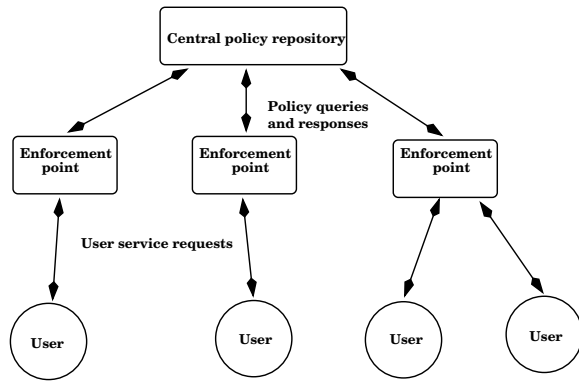 Central policy repository
Policy queries
and responses
Enforcement
point
Enforcement
point
Enforcement
point
User service requests
User
User
User
User